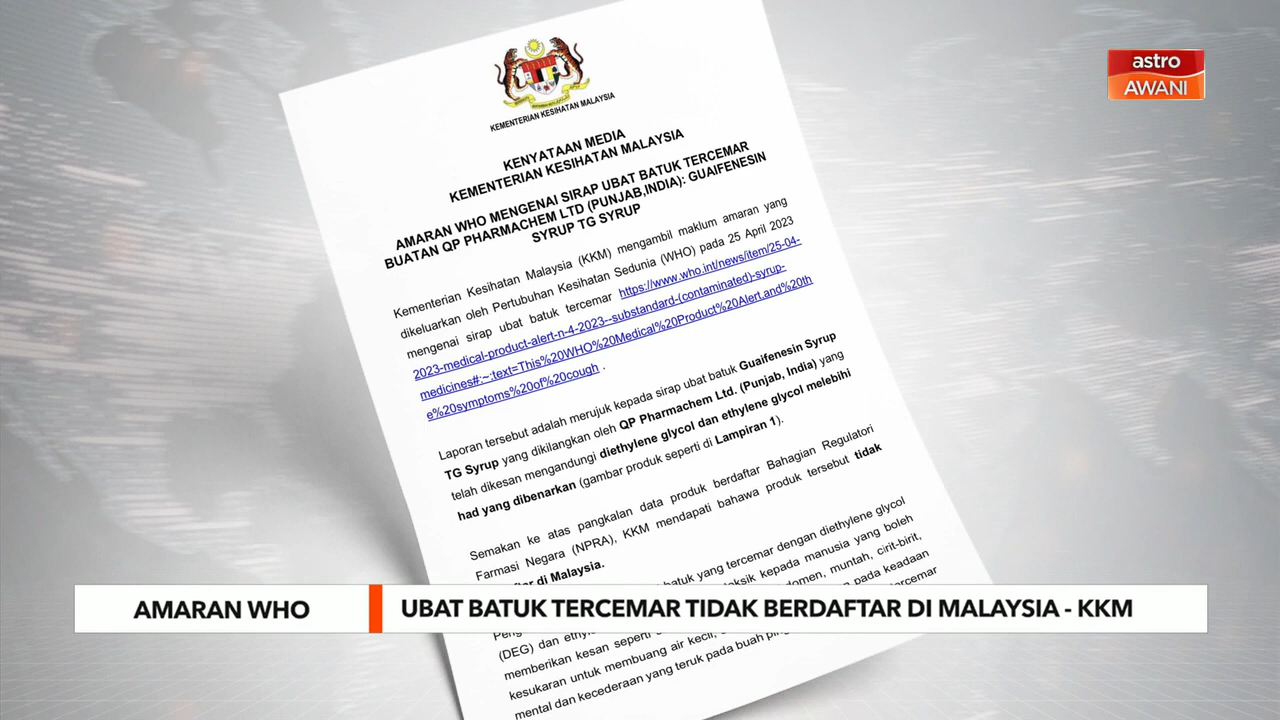 astro
AWANI
KEMENTERIAN KESIHATAN MALAYSIA
KENYATAAN MEDIA
KEMENTERIAN KESIHATAN MALAYSIA
AMARAN WHO MENGENAI SIRAP UBAT BATUK TERCEMAR
BUATAN QP PHARMACHEM LTD (PUNJAB,INDIA): GUAIFENESIN
SYRUP TG SYRUP
Kementerian Kesihatan Malaysia (KKM) mengambil maklum amaran yang
dikeluarkan oleh Pertubuhan Kesihatan Sedunia (WHO) pada 25 April 2023
mengenai sirap ubat batuk tercemar https://www.who.int/news/item/25-04-
2023-medical-product-alert-n-4-2023--substandard-(contaminated)-syrup-
medicines#:~:text=This%20WHO%20Medical%20Product%20Alert,and%20th
e%20symptoms%20of%20cough .
Laporan tersebut adalah merujuk kepada sirap ubat batuk Guaifenesin Syrup
TG Syrup yang dikilangkan oleh QP Pharmachem Ltd. (Punjab, India) yang
telah dikesan mengandungi diethylene glycol dan ethylene glycol melebihi
had yang dibenarkan (gambar produk seperti di Lampiran 1).
Semakan ke atas pangkalan data produk berdaftar Bahagian Regulatori
Farmasi Negara (NPRA), KKM mendapati bahawa produk tersebut tidak
di Malaysia.
batuk yang tercemar dengan diethylene glycol
kepada manusia yang boleh
muntah, cirit-birit,
pada keadaan
AMARAN WHO
UBAT BATUK TERCEMAR TIDAK BERDAFTAR DI MALAYSIA - KKM
(DEG) dan
memberikan kesan seperti
kesukaran untuk membuang air kecil,
mental dan kecederaan yang teruk pada buah